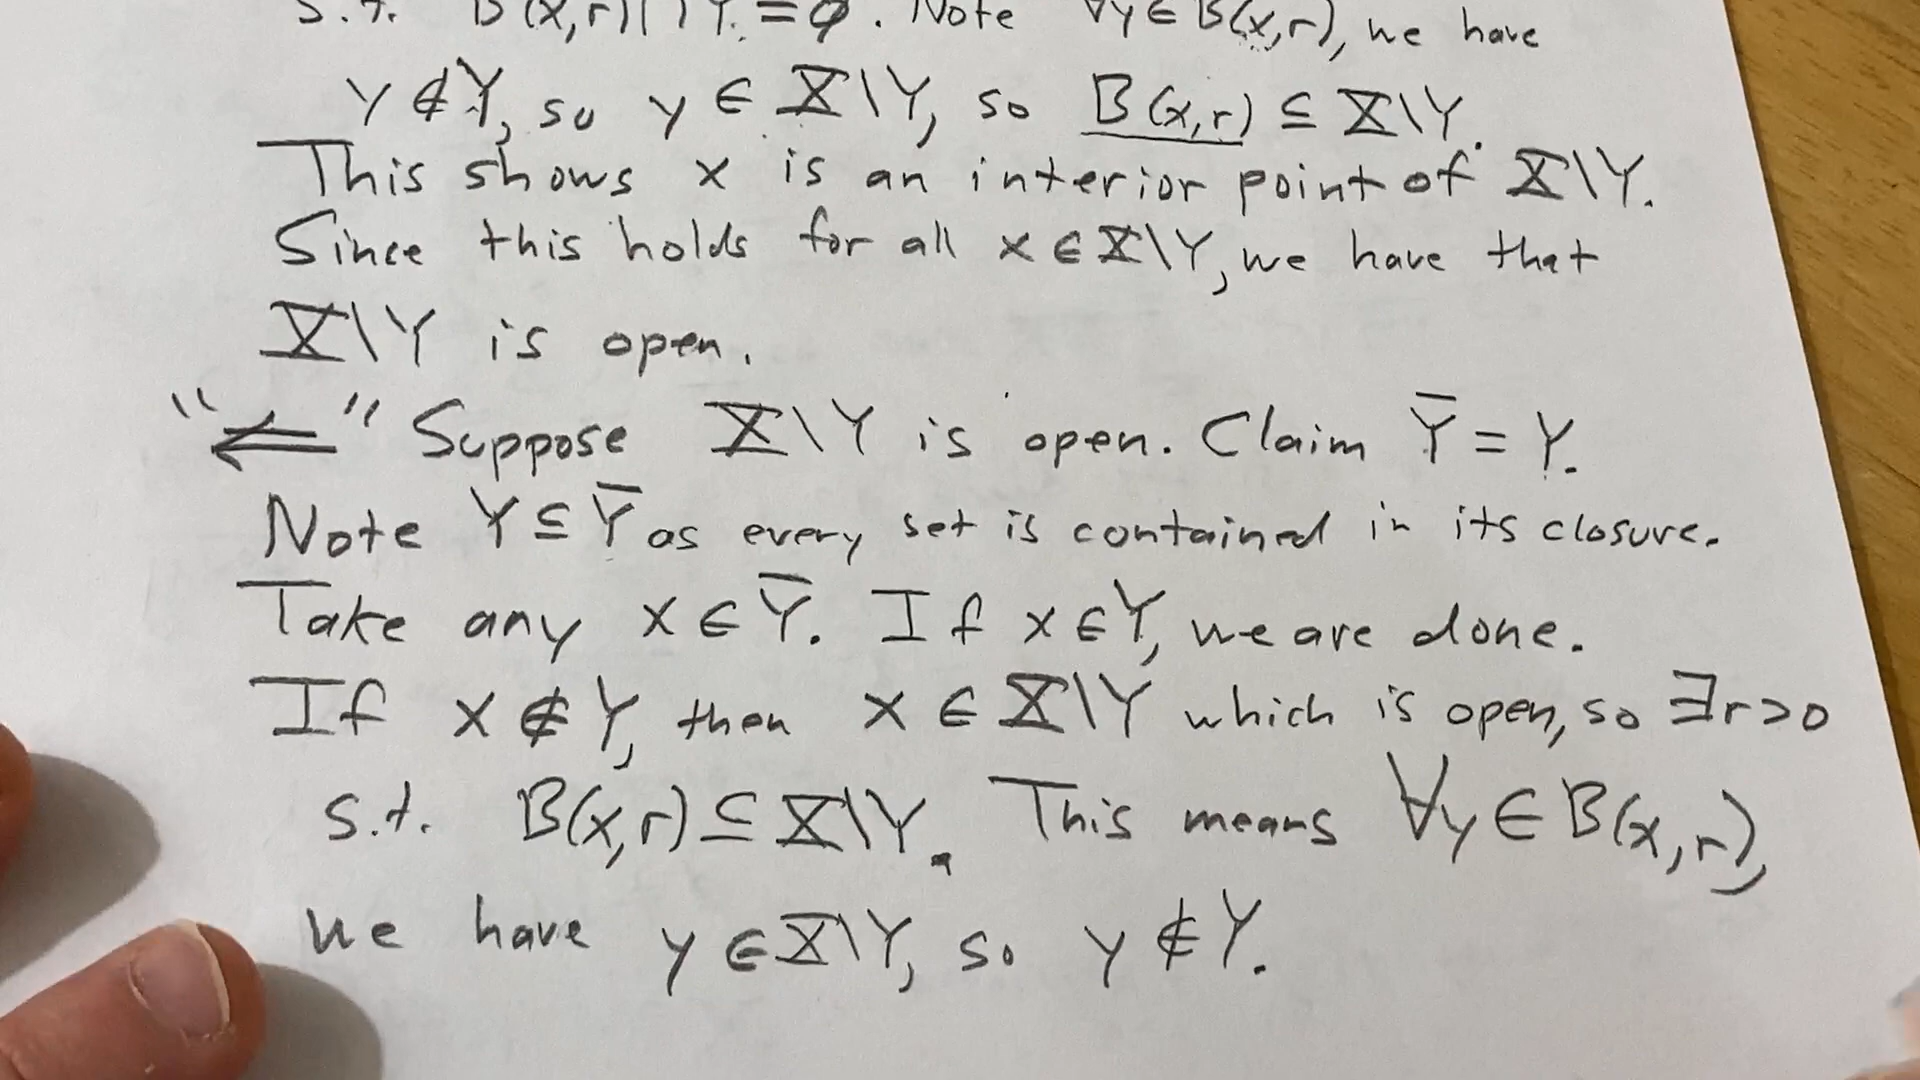 s.t. B(x,r) ∩ Y = ∅. Note ∀y ∈ B(x,r), we have
y ∉ Y, so y ∈ X\Y, so B(x,r) ⊆ X\Y.
This shows x is an interior point of X\Y.
Since this holds for all x ∈ X\Y, we have that
X\Y is open.
"⇐" Suppose X\Y is open. Claim Ȳ = Y.
Note Y ⊆ Ȳ as every set is contained in its closure.
Take any x ∈ Ȳ. If x ∈ Y, we are done.
If x ∉ Y, then x ∈ X\Y which is open, so ∃r>0
s.t. B(x,r) ⊆ X\Y. This means ∀y ∈ B(x,r),
we have y ∈ X\Y, so y ∉ Y.